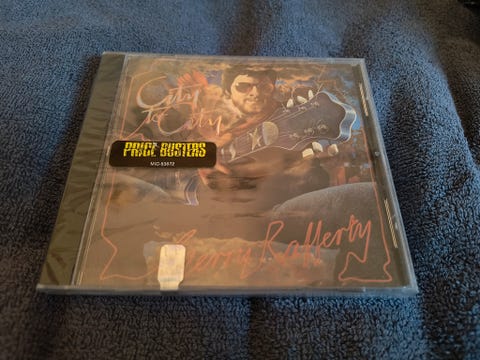 City
to City
PRICE BUSTERS
Gerry Rafferty